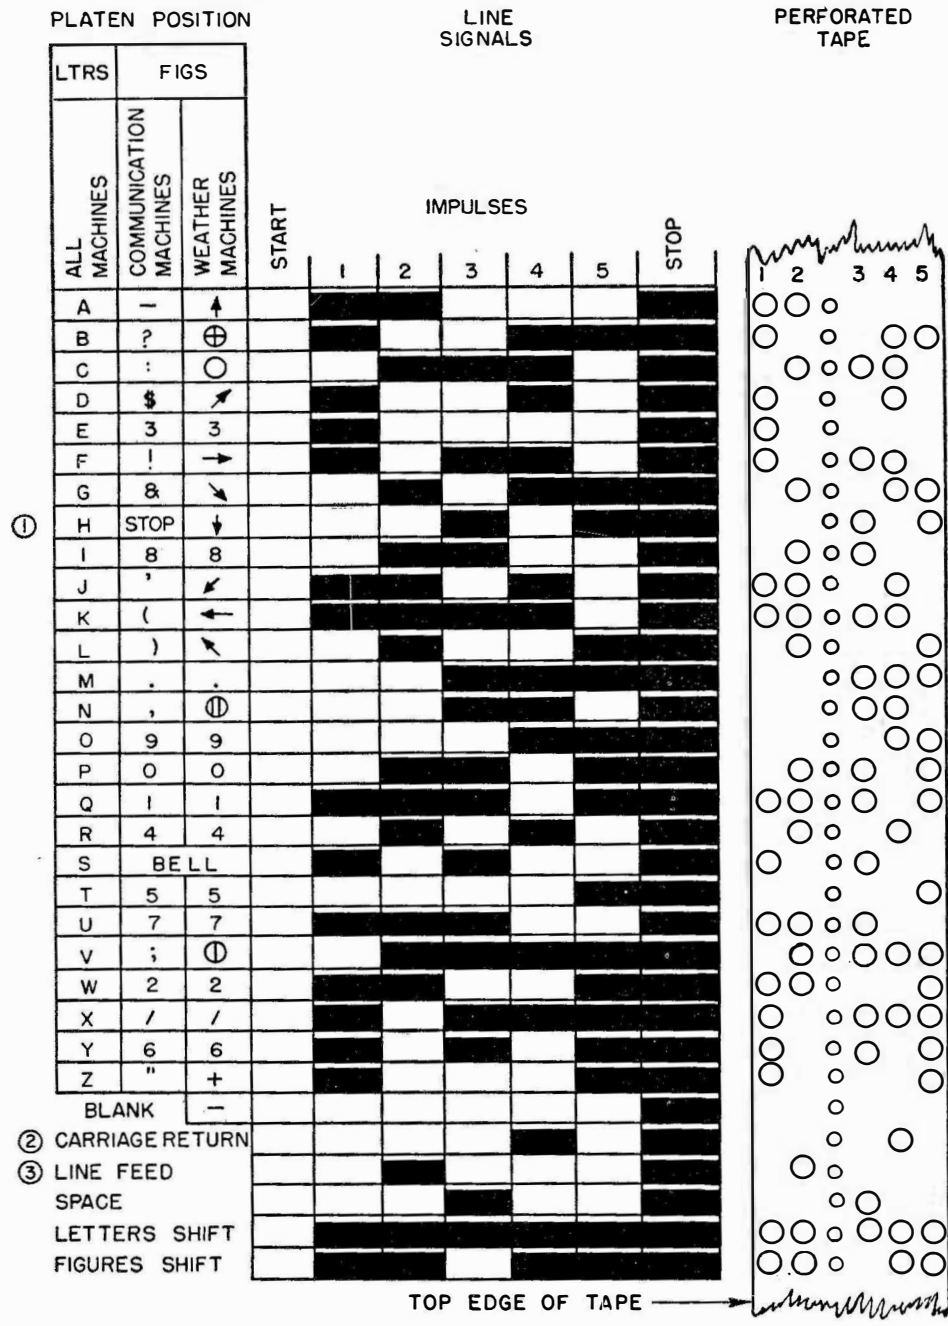 PLATEN POSITION
LINE
SIGNALS
PERFORATED
TAPE
LTRS FIGS
ALL
MACHINES
COMMUNICATION
MACHINES
WEATHER
MACHINES
START
IMPULSES
STOP
1 2 3 4 5
1 2 3 4 5
A – ↑
B ? ⊕
C : ○
D $ ↗
E 3 3
F ! →
G & ↘
① H STOP ↓
I 8 8
J ' ↙
K ( ←
L ) ↖
M . .
N ,
O 9 9
P 0 0
Q 1 1
R 4 4
S BELL
T 5 5
U 7 7
V ;
W 2 2
X / /
Y 6 6
Z " +
BLANK –
② CARRIAGE RETURN
③ LINE FEED
SPACE
LETTERS SHIFT
FIGURES SHIFT
TOP EDGE OF TAPE